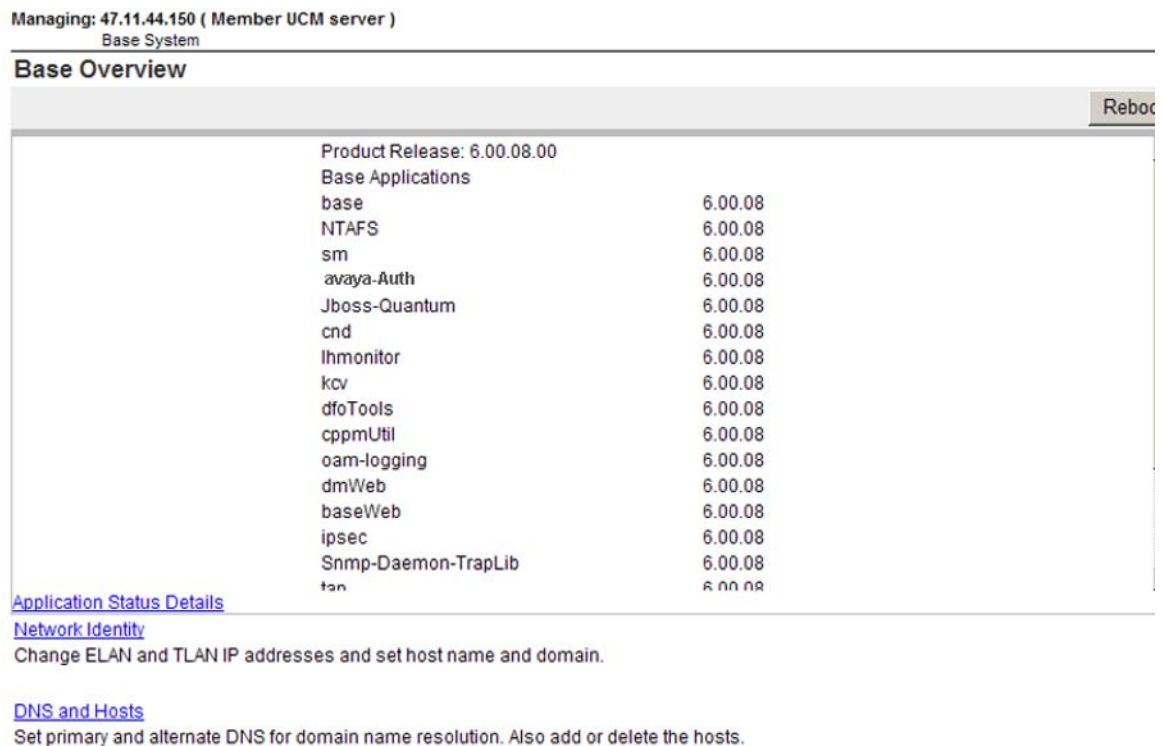 Managing: 47.11.44.150 ( Member UCM server )
Base System
Base Overview
Reboo
Product Release: 6.00.08.00
Base Applications
base 6.00.08
NTAFS 6.00.08
sm 6.00.08
avaya-Auth 6.00.08
Jboss-Quantum 6.00.08
cnd 6.00.08
lhmonitor 6.00.08
kcv 6.00.08
dfoTools 6.00.08
cppmUtil 6.00.08
oam-logging 6.00.08
dmWeb 6.00.08
baseWeb 6.00.08
ipsec 6.00.08
Snmp-Daemon-TrapLib 6.00.08
6.00.08
Application Status Details
Network Identity
Change ELAN and TLAN IP addresses and set host name and domain.
DNS and Hosts
Set primary and alternate DNS for domain name resolution. Also add or delete the hosts.